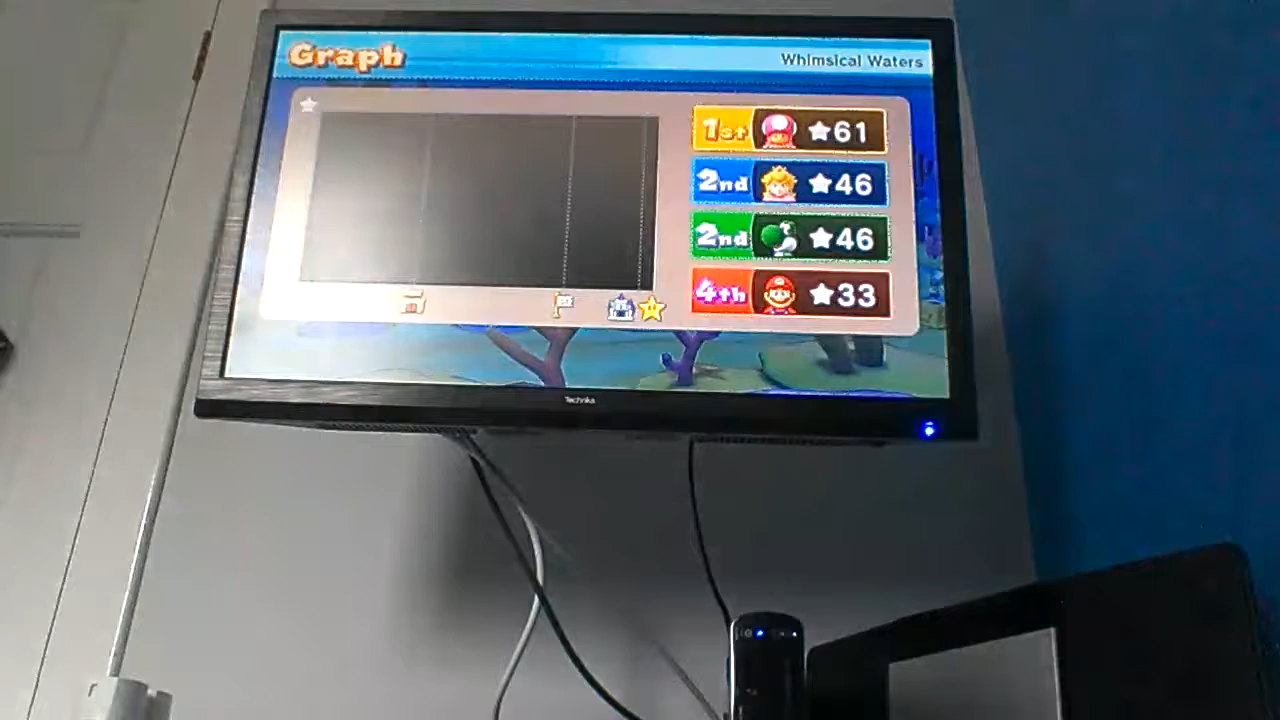 Graph
Whimsical Waters
1st 61
2nd 46
2nd 46
4th 33
Technika